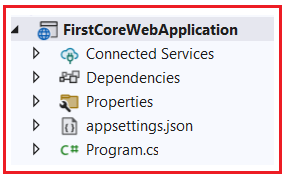 FirstCoreWebApplication
Connected Services
Dependencies
Properties
appsettings.json
C# Program.cs